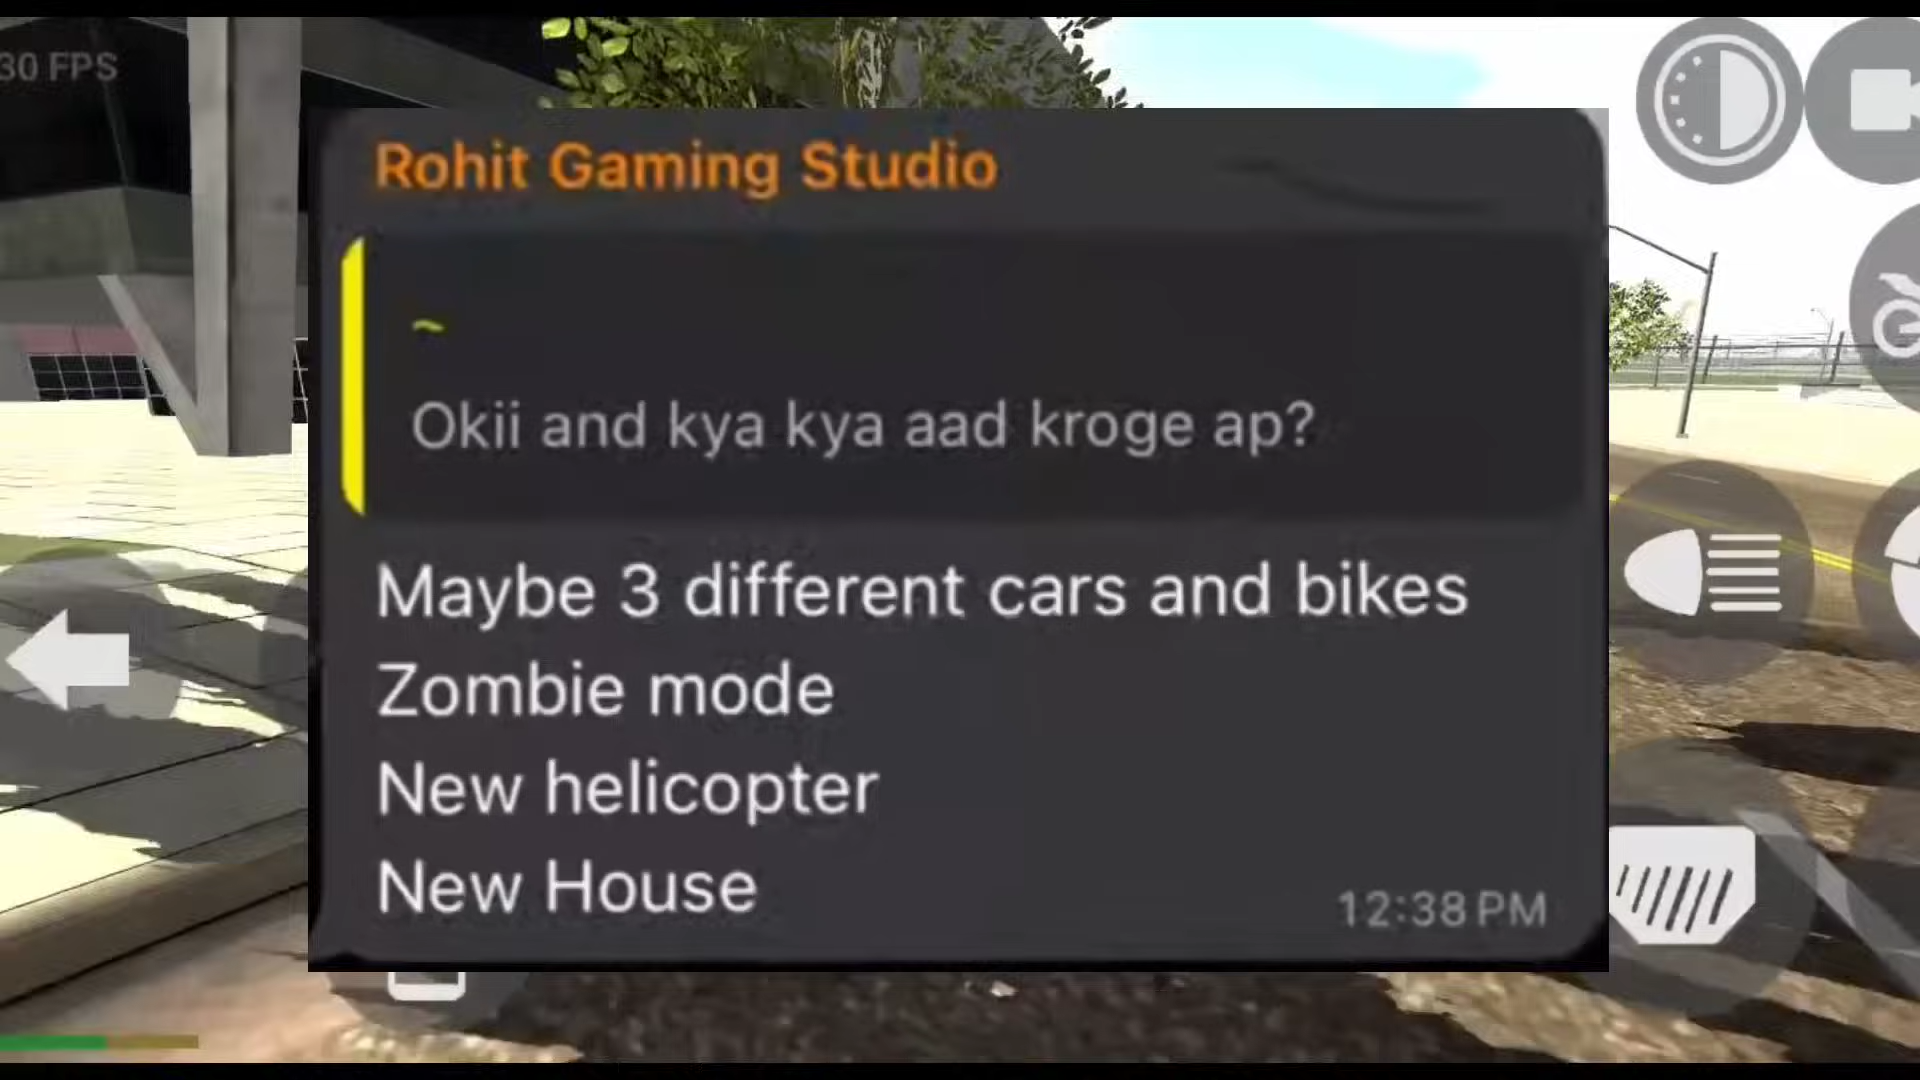 30 FPS
Rohit Gaming Studio
~
Okii and kya kya aad kroge ap?
Maybe 3 different cars and bikes
Zombie mode
New helicopter
New House
12:38 PM